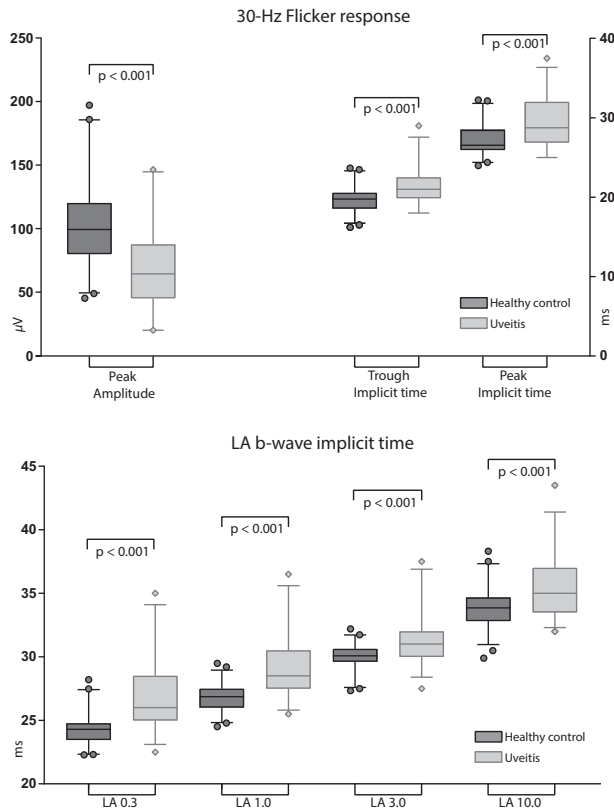 30-Hz Flicker response
250
200
150
100
50
0
µV
40
30
20
10
0
ms
p < 0.001
p < 0.001
p < 0.001
Healthy control
Uveitis
Peak
Amplitude
Trough
Implicit time
Peak
Implicit time
LA b-wave implicit time
45
40
35
30
25
20
ms
p < 0.001
p < 0.001
p < 0.001
p < 0.001
Healthy control
Uveitis
LA 0.3
LA 1.0
LA 3.0
LA 10.0